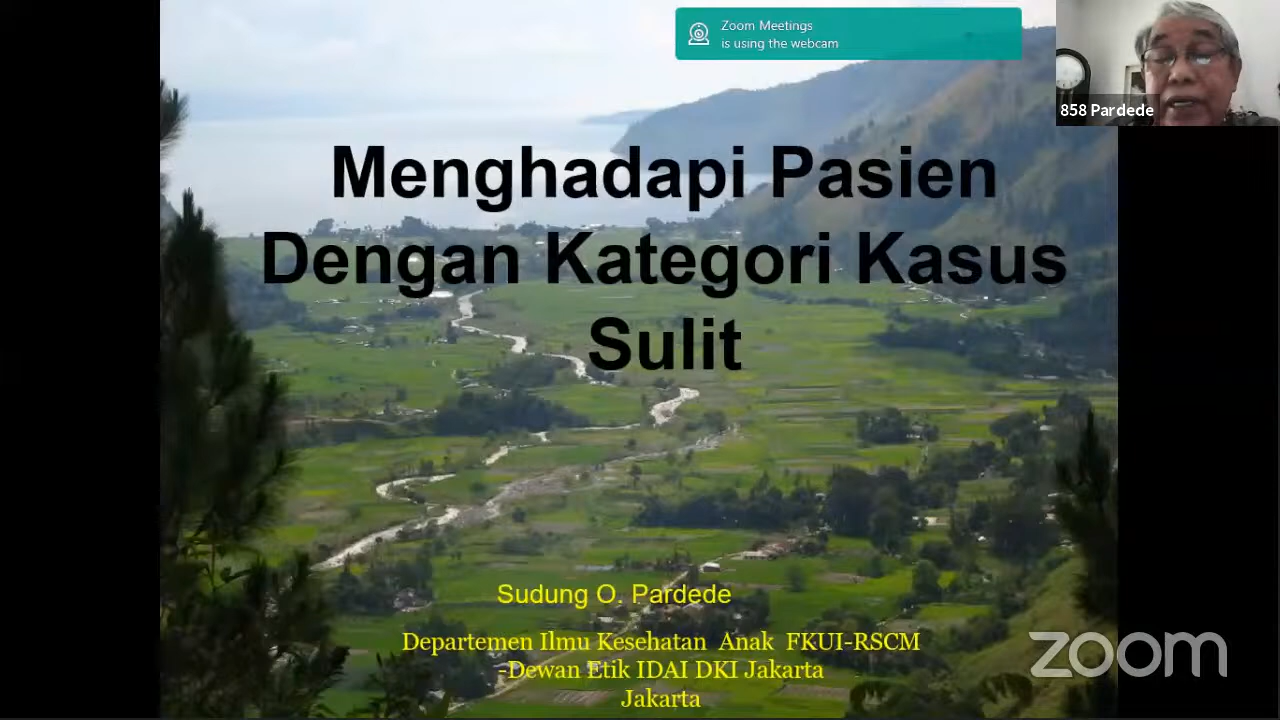 Zoom Meetings
is using the webcam
858 Pardede
Menghadapi Pasien
Dengan Kategori Kasus
Sulit
Sudung O. Pardede
Departemen Ilmu Kesehatan Anak FKUI-RSCM
-Dewan Etik IDAI DKI Jakarta
Jakarta
zoom